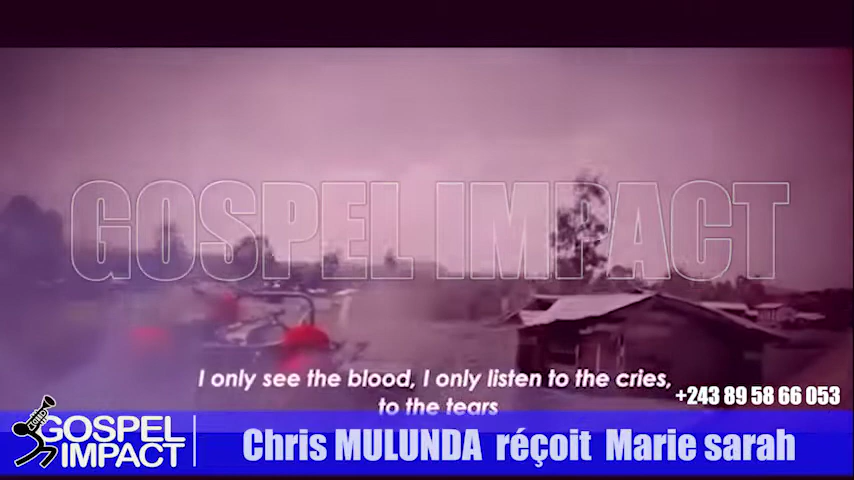 GOSPEL IMPACT
I only see the blood, I only listen to the cries,
to the tears
+243 89 58 66 053
GOSPEL
IMPACT
Chris MULUNDA réçoit Marie sarah